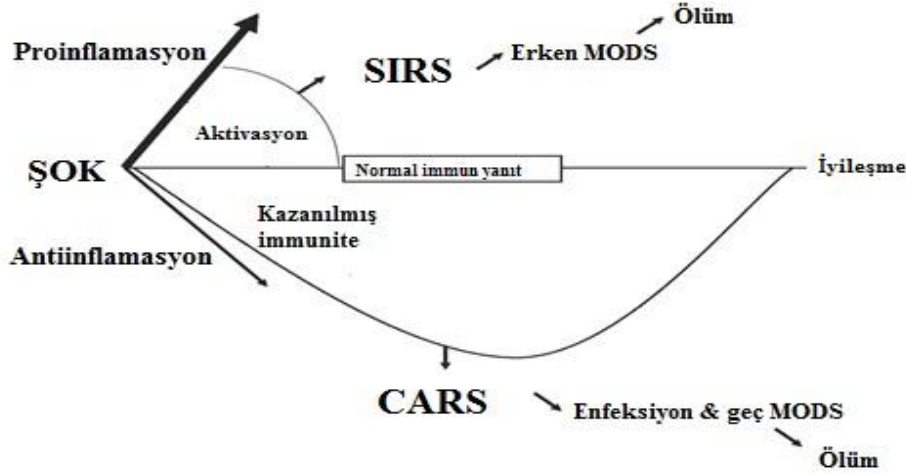 Ölüm
Proinflamasyon
Erken MODS
SIRS
Aktivasyon
ŞOK
Normal immun yanıt
İyileşme
Kazanılmış
immunite
Antiinflamasyon
CARS
Enfeksiyon & geç MODS
Ölüm